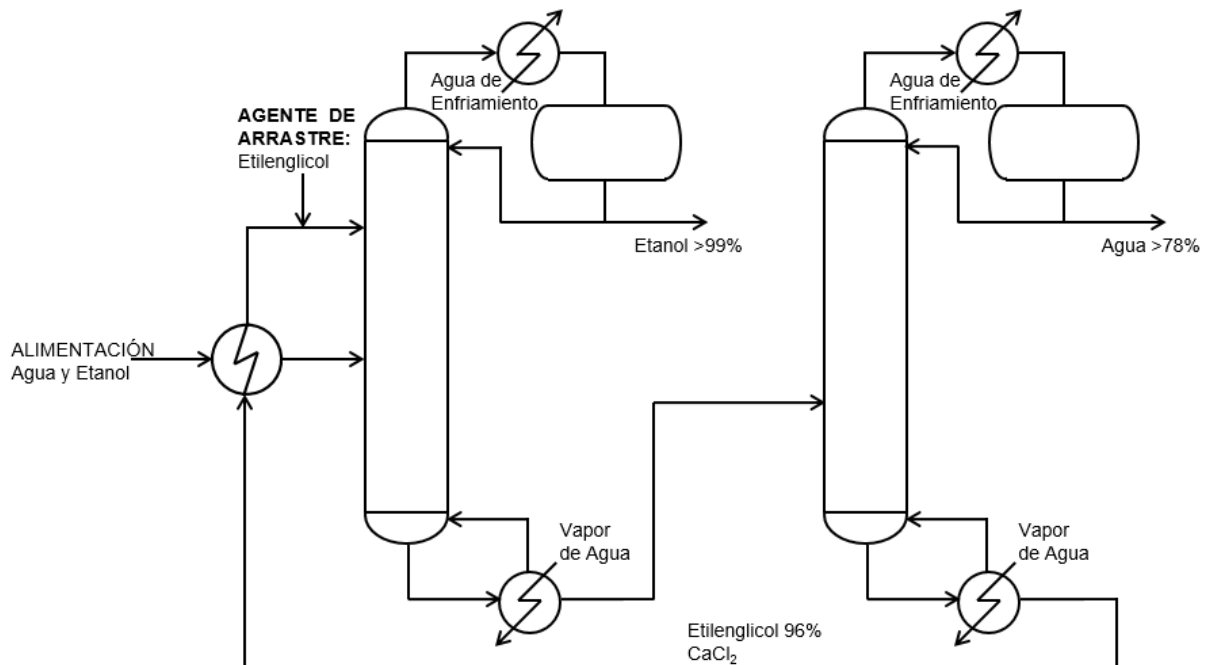 Agua de
Enfriamiento
Agua de
Enfriamiento
AGENTE DE
ARRASTRE:
Etilenglicol
Etanol >99%
Agua >78%
ALIMENTACIÓN
Agua y Etanol
Vapor
de Agua
Vapor
de Agua
Etilenglicol 96%
CaCl₂